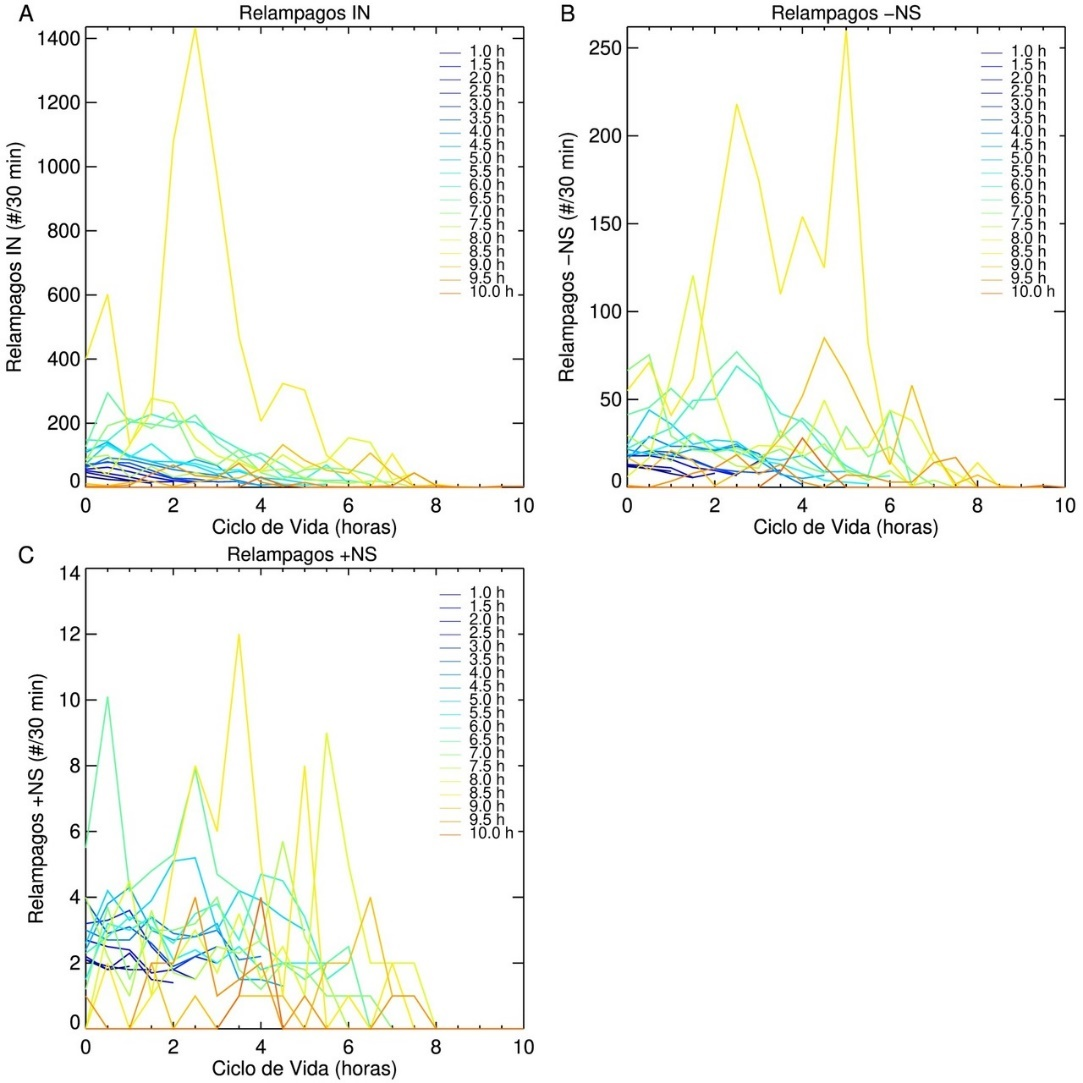 A
Relampagos IN
Relampagos IN (#/30 min)
1400
1200
1000
800
600
400
200
0
1.0 h
1.5 h
2.0 h
2.5 h
3.0 h
3.5 h
4.0 h
4.5 h
5.0 h
5.5 h
6.0 h
6.5 h
7.0 h
7.5 h
8.0 h
8.5 h
9.0 h
9.5 h
10.0 h
0 2 4 6 8 10
Ciclo de Vida (horas)
B
Relampagos −NS
Relampagos −NS (#/30 min)
250
200
150
100
50
0
1.0 h
1.5 h
2.0 h
2.5 h
3.0 h
3.5 h
4.0 h
4.5 h
5.0 h
5.5 h
6.0 h
6.5 h
7.0 h
7.5 h
8.0 h
8.5 h
9.0 h
9.5 h
10.0 h
0 2 4 6 8 10
Ciclo de Vida (horas)
C
Relampagos +NS
Relampagos +NS (#/30 min)
14
12
10
8
6
4
2
0
1.0 h
1.5 h
2.0 h
2.5 h
3.0 h
3.5 h
4.0 h
4.5 h
5.0 h
5.5 h
6.0 h
6.5 h
7.0 h
7.5 h
8.0 h
8.5 h
9.0 h
9.5 h
10.0 h
0 2 4 6 8 10
Ciclo de Vida (horas)